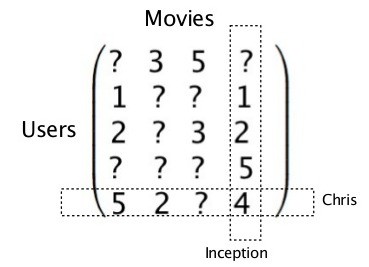 Movies
? 3 5 ?
1 ? ? 1
Users
2 ? 3 2
? ? ? 5
5 2 ? 4
Chris
Inception